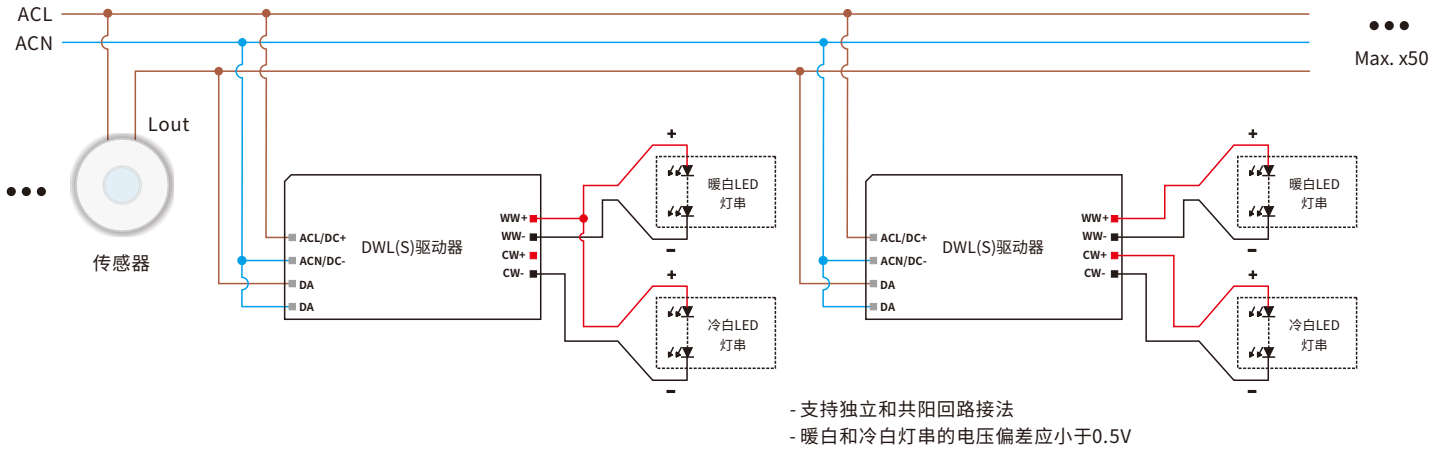 ACL
ACN
Max. x50
Lout
传感器
ACL/DC+
ACN/DC-
DA
DA
DWL(S)驱动器
WW+
WW-
CW+
CW-
+
暖白LED
灯串
-
+
冷白LED
灯串
-
ACL/DC+
ACN/DC-
DA
DA
DWL(S)驱动器
WW+
WW-
CW+
CW-
+
暖白LED
灯串
-
+
冷白LED
灯串
-
- 支持独立和共阳回路接法
- 暖白和冷白灯串的电压偏差应小于0.5V